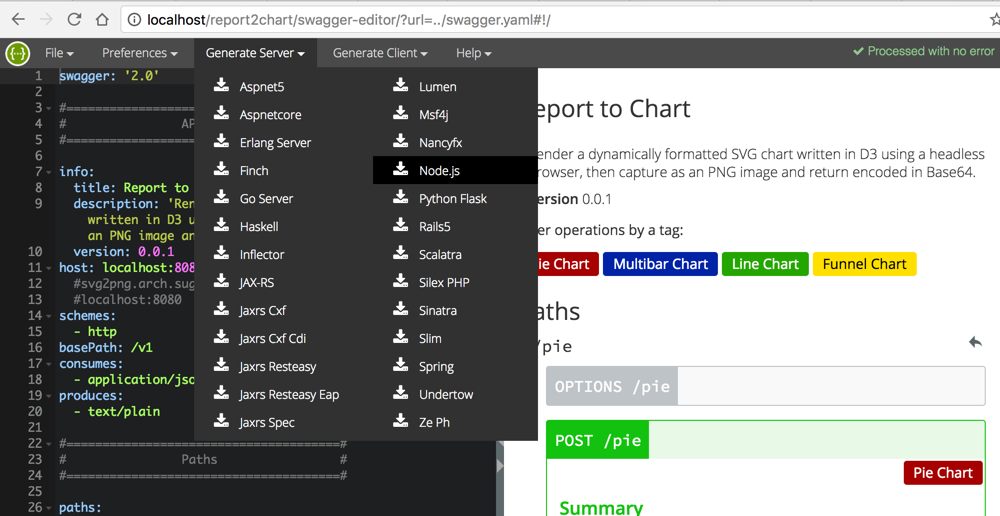 localhost/report2chart/swagger-editor/?url=../swagger.yaml#!/
File Preferences Generate Server Generate Client Help Processed with no error
1 swagger: '2.0'
2
3 #=====================
4 # AP
5 #=====================
6
7 info:
8 title: Report to
9 description: 'Ren
written in D3 u
an PNG image an
10 version: 0.0.1
11 host: localhost:808
12 #svg2png.arch.sug
13 #localhost:8080
14 schemes:
15 - http
16 basePath: /v1
17 consumes:
18 - application/jso
19 produces:
20 - text/plain
21
22 #=======================================#
23 # Paths #
24 #=======================================#
25
26 paths:
Aspnet5
Aspnetcore
Erlang Server
Finch
Go Server
Haskell
Inflector
JAX-RS
Jaxrs Cxf
Jaxrs Cxf Cdi
Jaxrs Resteasy
Jaxrs Resteasy Eap
Jaxrs Spec
Lumen
Msf4j
Nancyfx
Node.js
Python Flask
Rails5
Scalatra
Silex PHP
Sinatra
Slim
Spring
Undertow
Ze Ph
eport to Chart
ender a dynamically formatted SVG chart written in D3 using a headless
rowser, then capture as an PNG image and return encoded in Base64.
ersion 0.0.1
er operations by a tag:
ie Chart Multibar Chart Line Chart Funnel Chart
aths
/pie
OPTIONS /pie
POST /pie
Pie Chart
Summary